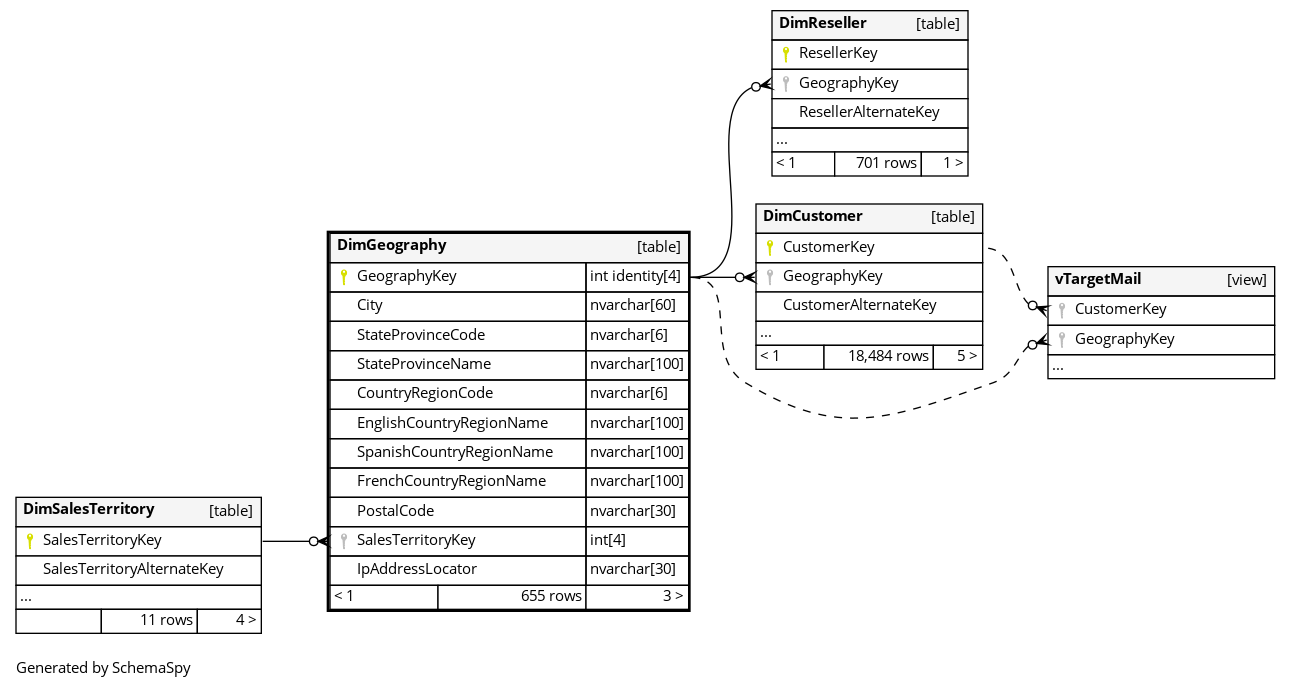 DimReseller [table]
ResellerKey
GeographyKey
ResellerAlternateKey
...
< 1 701 rows 1 >
DimCustomer [table]
CustomerKey
GeographyKey
CustomerAlternateKey
...
< 1 18,484 rows 5 >
vTargetMail [view]
CustomerKey
GeographyKey
...
DimGeography [table]
GeographyKey int identity[4]
City nvarchar[60]
StateProvinceCode nvarchar[6]
StateProvinceName nvarchar[100]
CountryRegionCode nvarchar[6]
EnglishCountryRegionName nvarchar[100]
SpanishCountryRegionName nvarchar[100]
FrenchCountryRegionName nvarchar[100]
PostalCode nvarchar[30]
SalesTerritoryKey int[4]
IpAddressLocator nvarchar[30]
< 1 655 rows 3 >
DimSalesTerritory [table]
SalesTerritoryKey
SalesTerritoryAlternateKey
...
11 rows 4 >
Generated by SchemaSpy